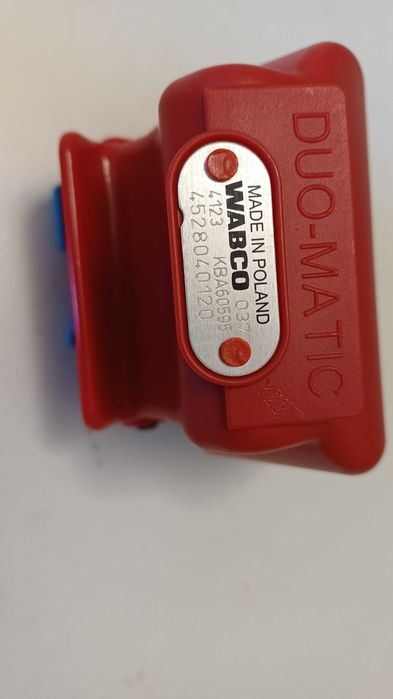 DUO-MATIC
MADE IN POLAND
WABCO 037
4123 KBA60595
4528040120